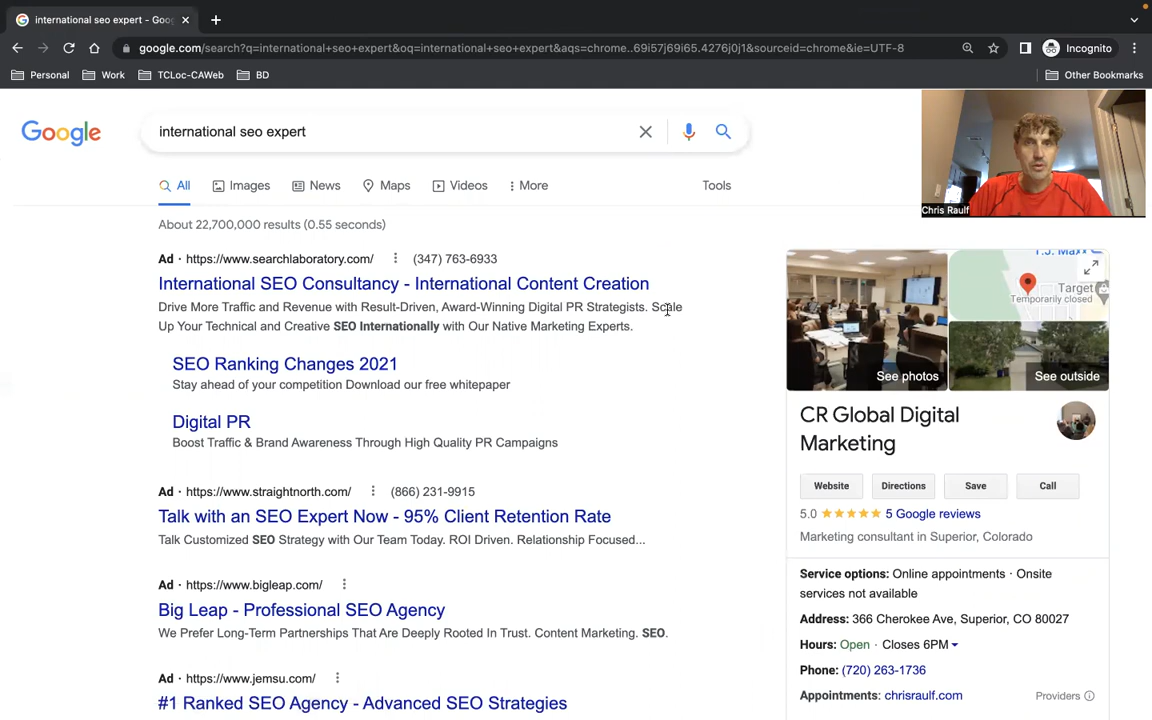 international seo expert - Goog
google.com/search?q=international+seo+expert&oq=international+seo+expert&aqs=chrome..69i57j69i65.4276j0j1&sourceid=chrome&ie=UTF-8
Incognito
Personal
Work
TCLoc-CAWeb
BD
Other Bookmarks
Google
international seo expert
Chris Raulf
All
Images
News
Maps
Videos
More
Tools
About 22,700,000 results (0.55 seconds)
Ad · https://www.searchlaboratory.com/ (347) 763-6933
International SEO Consultancy - International Content Creation
Drive More Traffic and Revenue with Result-Driven, Award-Winning Digital PR Strategists. Scale
Up Your Technical and Creative SEO Internationally with Our Native Marketing Experts.
SEO Ranking Changes 2021
Stay ahead of your competition Download our free whitepaper
Digital PR
Boost Traffic & Brand Awareness Through High Quality PR Campaigns
Ad · https://www.straightnorth.com/ (866) 231-9915
Talk with an SEO Expert Now - 95% Client Retention Rate
Talk Customized SEO Strategy with Our Team Today. ROI Driven. Relationship Focused...
Ad · https://www.bigleap.com/
Big Leap - Professional SEO Agency
We Prefer Long-Term Partnerships That Are Deeply Rooted In Trust. Content Marketing. SEO.
Ad · https://www.jemsu.com/
#1 Ranked SEO Agency - Advanced SEO Strategies
T.J. Maxx
Target
Temporarily closed
See photos
See outside
CR Global Digital
Marketing
Website
Directions
Save
Call
5.0 5 Google reviews
Marketing consultant in Superior, Colorado
Service options: Online appointments · Onsite
services not available
Address: 366 Cherokee Ave, Superior, CO 80027
Hours: Open · Closes 6PM
Phone: (720) 263-1736
Appointments: chrisraulf.com
Providers